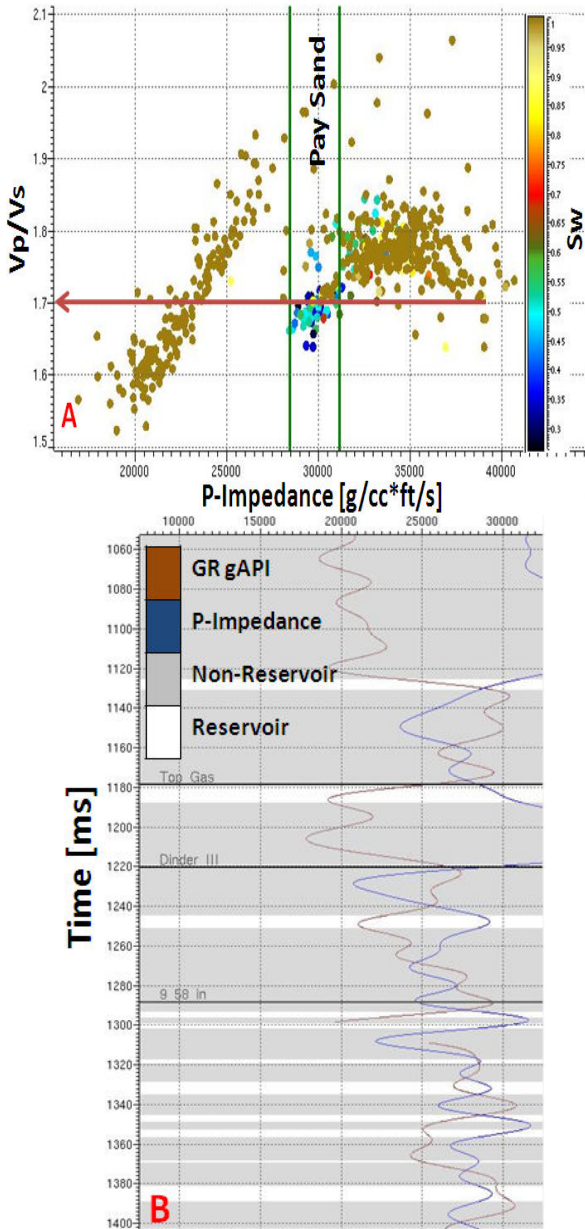 2.1
2
1.9
1.8
1.7
1.6
1.5
Vp/Vs
Pay Sand
A
20000 25000 30000 35000 40000
P-Impedance [g/cc*ft/s]
1
0.95
0.9
0.85
0.8
0.75
0.7
0.65
0.6
0.55
0.5
0.45
0.4
0.35
0.3
Sw
10000 15000 20000 25000 30000
GR gAPI
P-Impedance
Non-Reservoir
Reservoir
1060
1080
1100
1120
1140
1160
1180
1200
1220
1240
1260
1280
1300
1320
1340
1360
1380
1400
Time [ms]
Top Gas
Dinder III
9 58 in
B